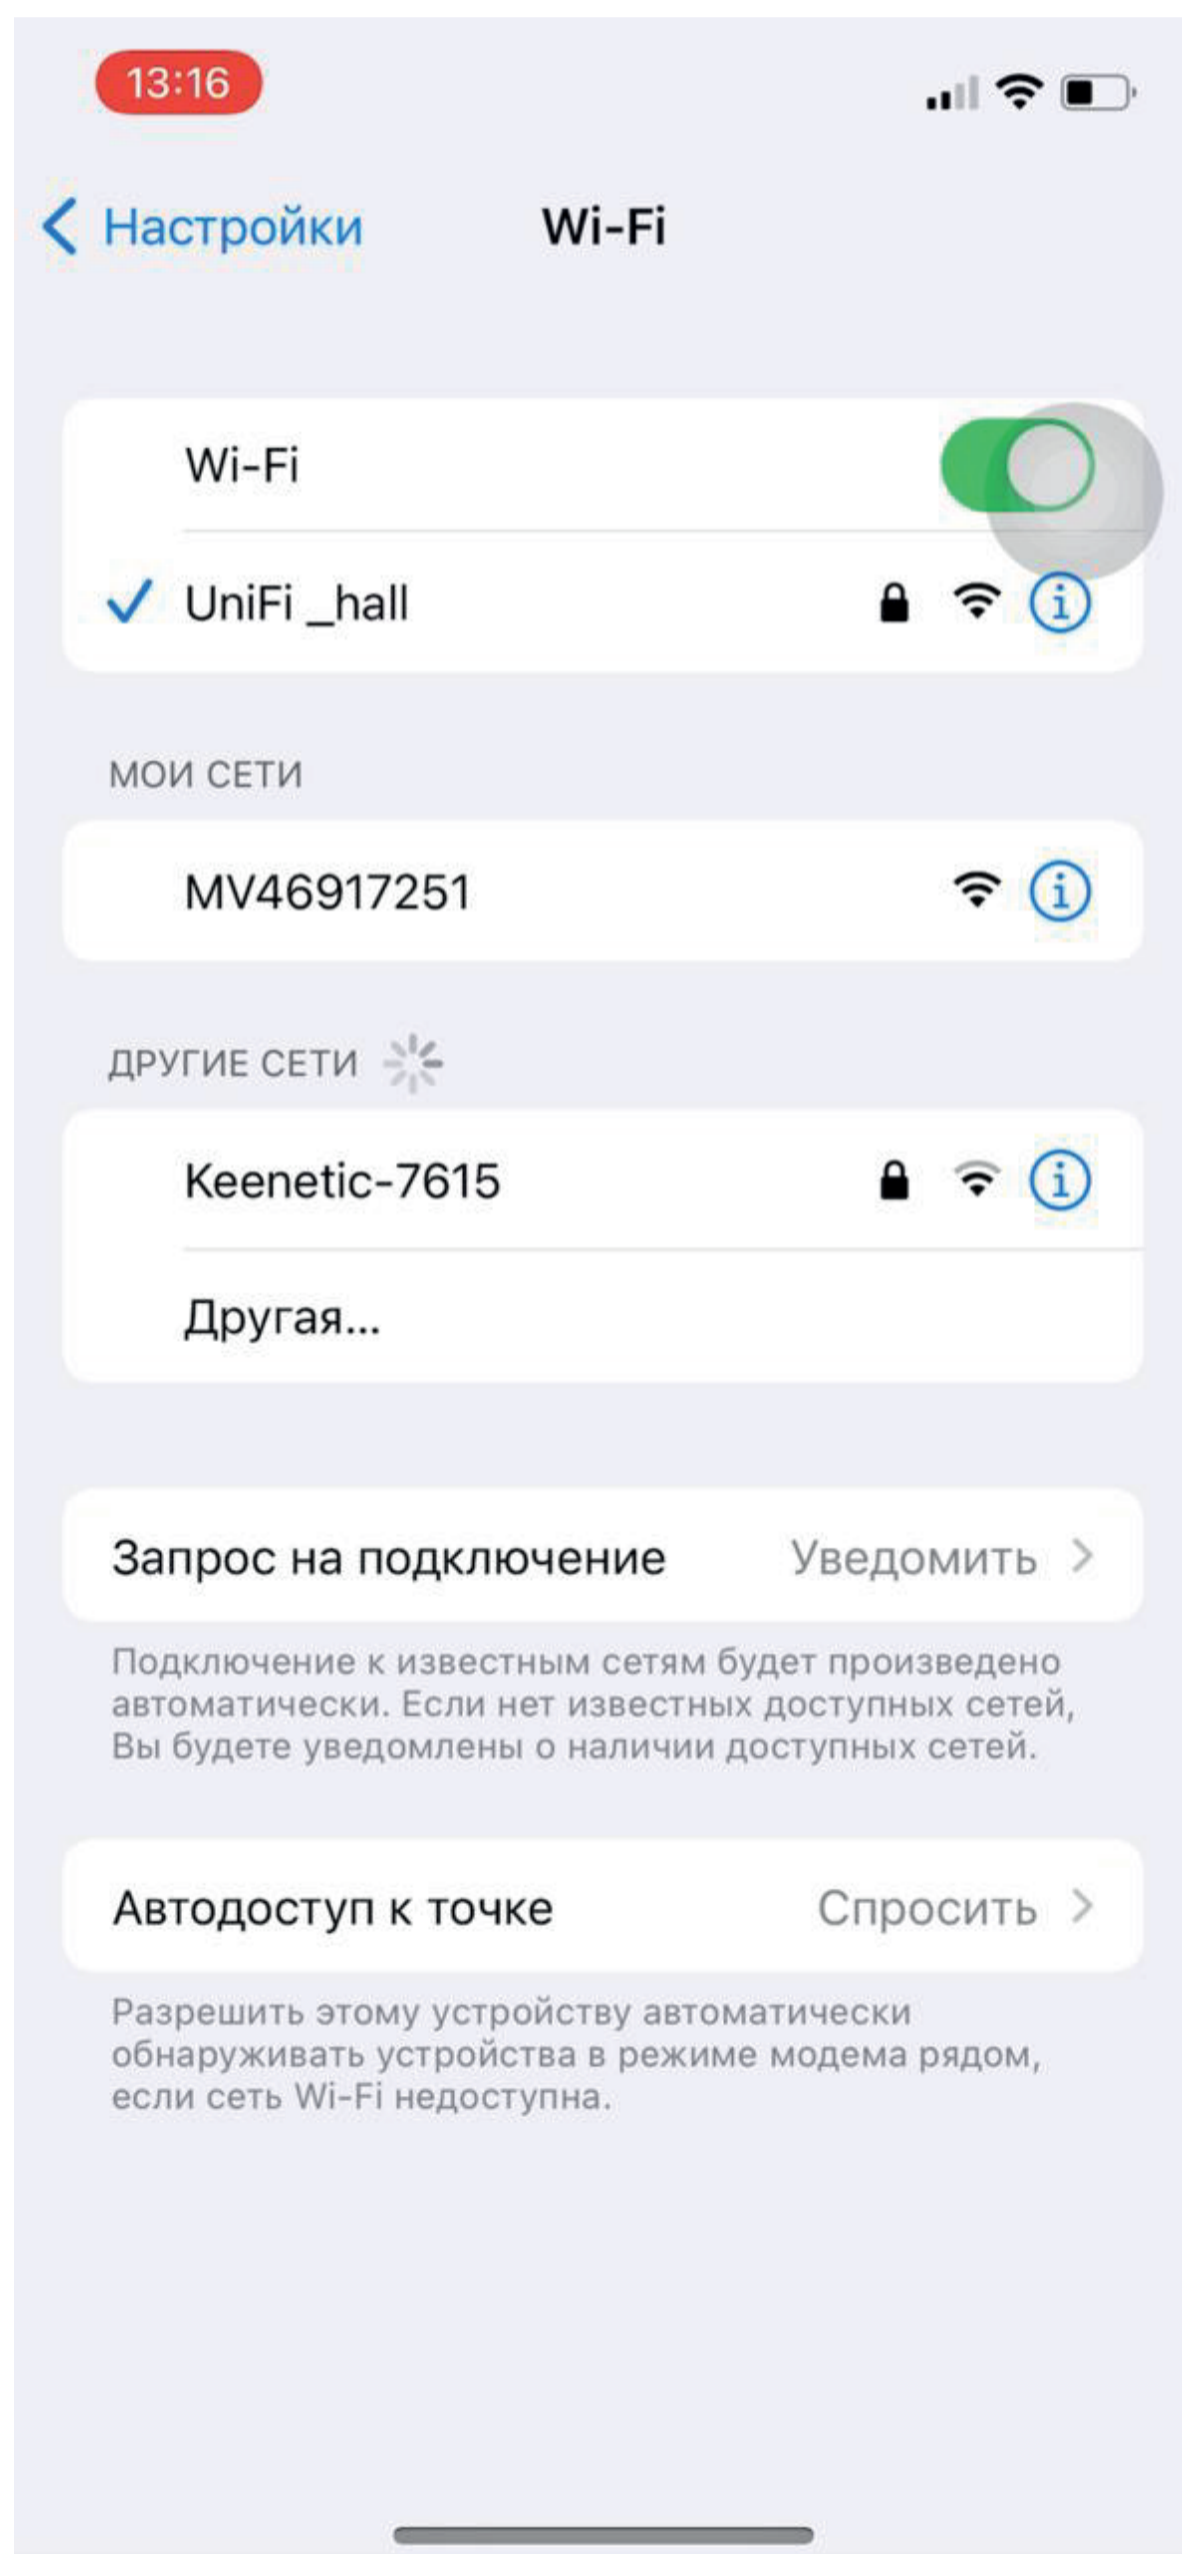 13:16
Настройки
Wi-Fi
Wi-Fi
UniFi _hall
МОИ СЕТИ
MV46917251
ДРУГИЕ СЕТИ
Keenetic-7615
Другая...
Запрос на подключение Уведомить
Подключение к известным сетям будет произведено
автоматически. Если нет известных доступных сетей,
Вы будете уведомлены о наличии доступных сетей.
Автодоступ к точке Спросить
Разрешить этому устройству автоматически
обнаруживать устройства в режиме модема рядом,
если сеть Wi-Fi недоступна.